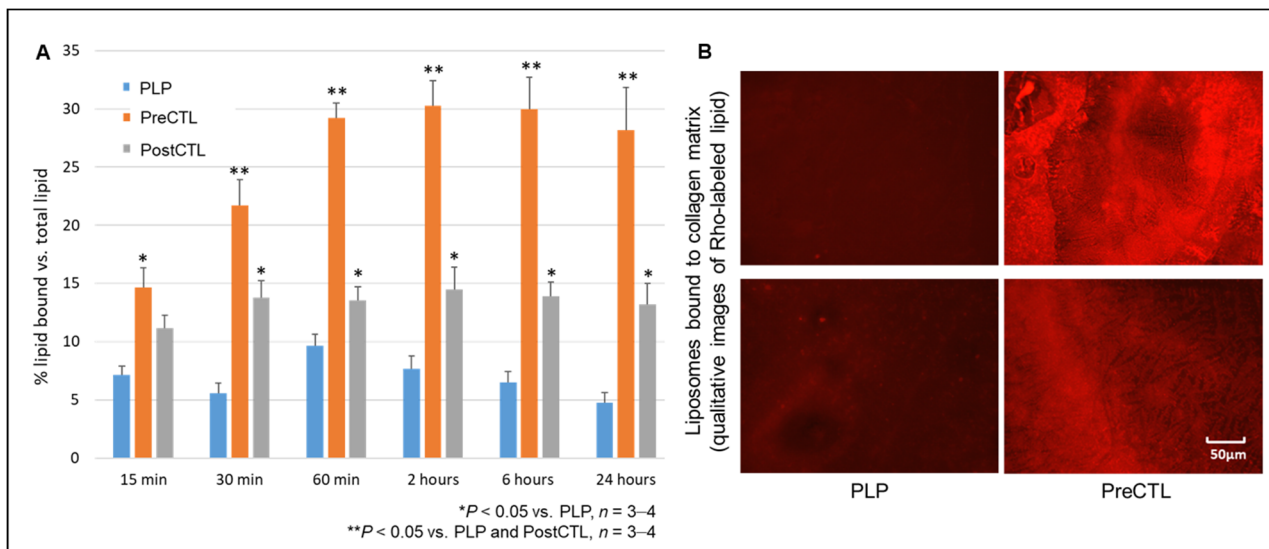 A
35
30
25
20
15
10
5
0
% lipid bound vs. total lipid
PLP
PreCTL
PostCTL
**
**
**
**
**
*
*
*
*
*
*
15 min
30 min
60 min
2 hours
6 hours
24 hours
*P < 0.05 vs. PLP, n = 3–4
**P < 0.05 vs. PLP and PostCTL, n = 3–4
B
Liposomes bound to collagen matrix
(qualitative images of Rho-labeled lipid)
50μm
PLP
PreCTL